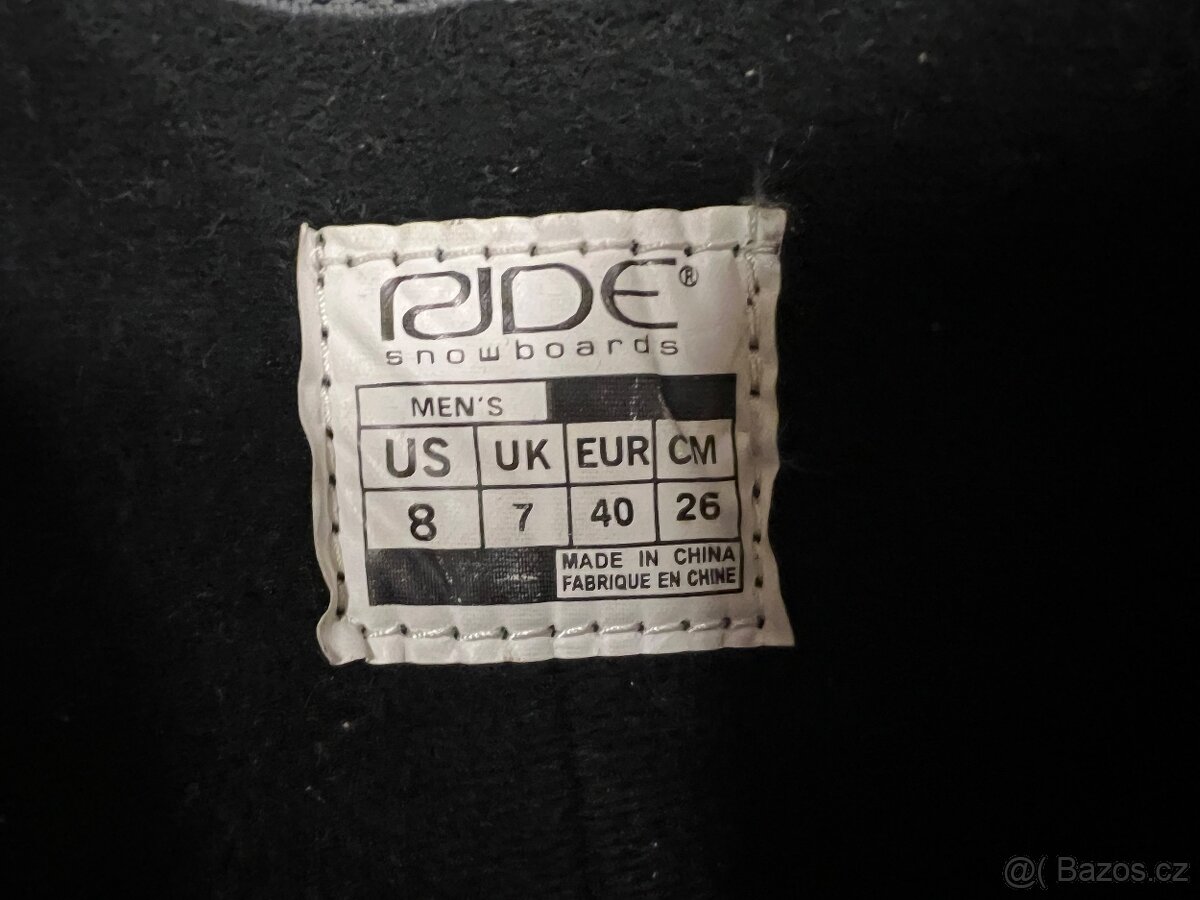 RIDE®
snowboards
MEN'S
US UK EUR CM
8 7 40 26
MADE IN CHINA
FABRIQUE EN CHINE
@( Bazos.cz